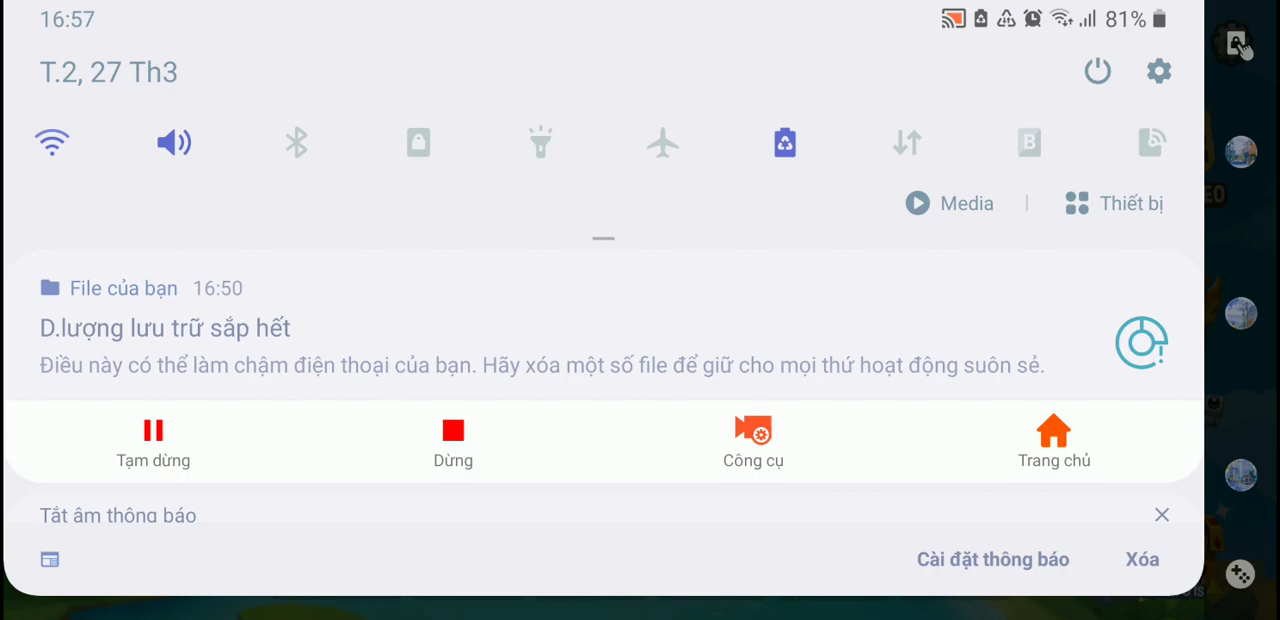 16:57
81%
T.2, 27 Th3
Media
Thiết bị
File của bạn 16:50
D.lượng lưu trữ sắp hết
Điều này có thể làm chậm điện thoại của bạn. Hãy xóa một số file để giữ cho mọi thứ hoạt động suôn sẻ.
Tạm dừng
Dừng
Công cụ
Trang chủ
Tắt âm thông báo
Cài đặt thông báo
Xóa